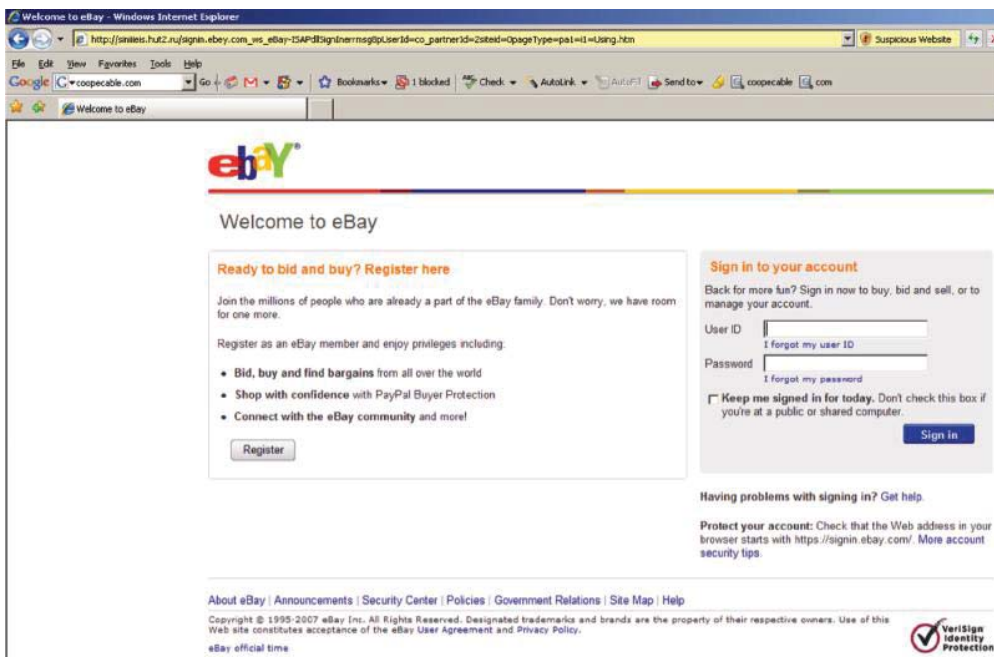 Welcome to eBay - Windows Internet Explorer
Suspicious Website
File Edit View Favorites Tools Help
Google coopecable.com Go Bookmarks 1 blocked Check AutoLink AutoFill Send to coopecable com
Welcome to eBay
ebaY®
Welcome to eBay
Ready to bid and buy? Register here
Join the millions of people who are already a part of the eBay family. Don't worry, we have room
for one more.
Register as an eBay member and enjoy privileges including:
• Bid, buy and find bargains from all over the world
• Shop with confidence with PayPal Buyer Protection
• Connect with the eBay community and more!
Register
Sign in to your account
Back for more fun? Sign in now to buy, bid and sell, or to
manage your account.
User ID
I forgot my user ID
Password
I forgot my password
Keep me signed in for today. Don't check this box if
you're at a public or shared computer.
Sign in
Having problems with signing in? Get help.
Protect your account: Check that the Web address in your
browser starts with https://signin.ebay.com/. More account
security tips.
About eBay | Announcements | Security Center | Policies | Government Relations | Site Map | Help
Copyright © 1995-2007 eBay Inc. All Rights Reserved. Designated trademarks and brands are the property of their respective owners. Use of this
Web site constitutes acceptance of the eBay User Agreement and Privacy Policy.
eBay official time
VeriSign
Identity
Protection